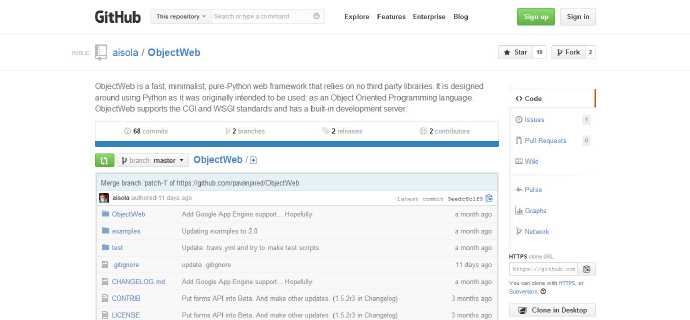 GitHub This repository Search or type a command Explore Features Enterprise Blog Sign up Sign in
PUBLIC aisola / ObjectWeb Star 10 Fork 2
ObjectWeb is a fast, minimalist, pure-Python web framework that relies on no third party libraries. It is designed
around using Python as it was originally intended to be used: as an Object Oriented Programming language.
ObjectWeb supports the CGI and WSGI standards and has a built-in development server.
68 commits 2 branches 2 releases 2 contributors
branch: master ObjectWeb /
Merge branch 'patch-1' of https://github.com/pavanjared/ObjectWeb
aisola authored 11 days ago latest commit
ObjectWeb Add Google App Engine support... Hopefully a month ago
examples Updating examples to 2.0 a month ago
test Update .travis.yml and try to make test scripts. a month ago
.gitignore update .gitignore 11 days ago
CHANGELOG.md Add Google App Engine support... Hopefully a month ago
CONTRIB Put forms API into Beta. And make other updates. (1.5.2r3 in Changelog) 3 months ago
LICENSE Put forms API into Beta. And make other updates. (1.5.2r3 in Changelog) 3 months ago
Code
Issues 1
Pull Requests 0
Wiki
Pulse
Graphs
Network
HTTPS clone URL
https://github.com
You can clone with HTTPS, or
Subversion.
Clone in Desktop